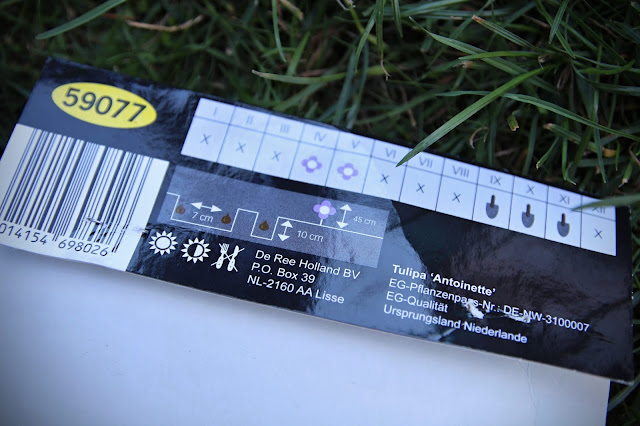 59077
I II III IV V VI VII VIII IX X XI XII
X X X X X X X
7 cm
10 cm
45 cm
014154 698026
De Ree Holland BV
P.O. Box 39
NL-2160 AA Lisse
Tulipa 'Antoinette'
EG-Pflanzenpass-Nr.: DE-NW-3100007
EG-Qualität
Ursprungsland Niederlande